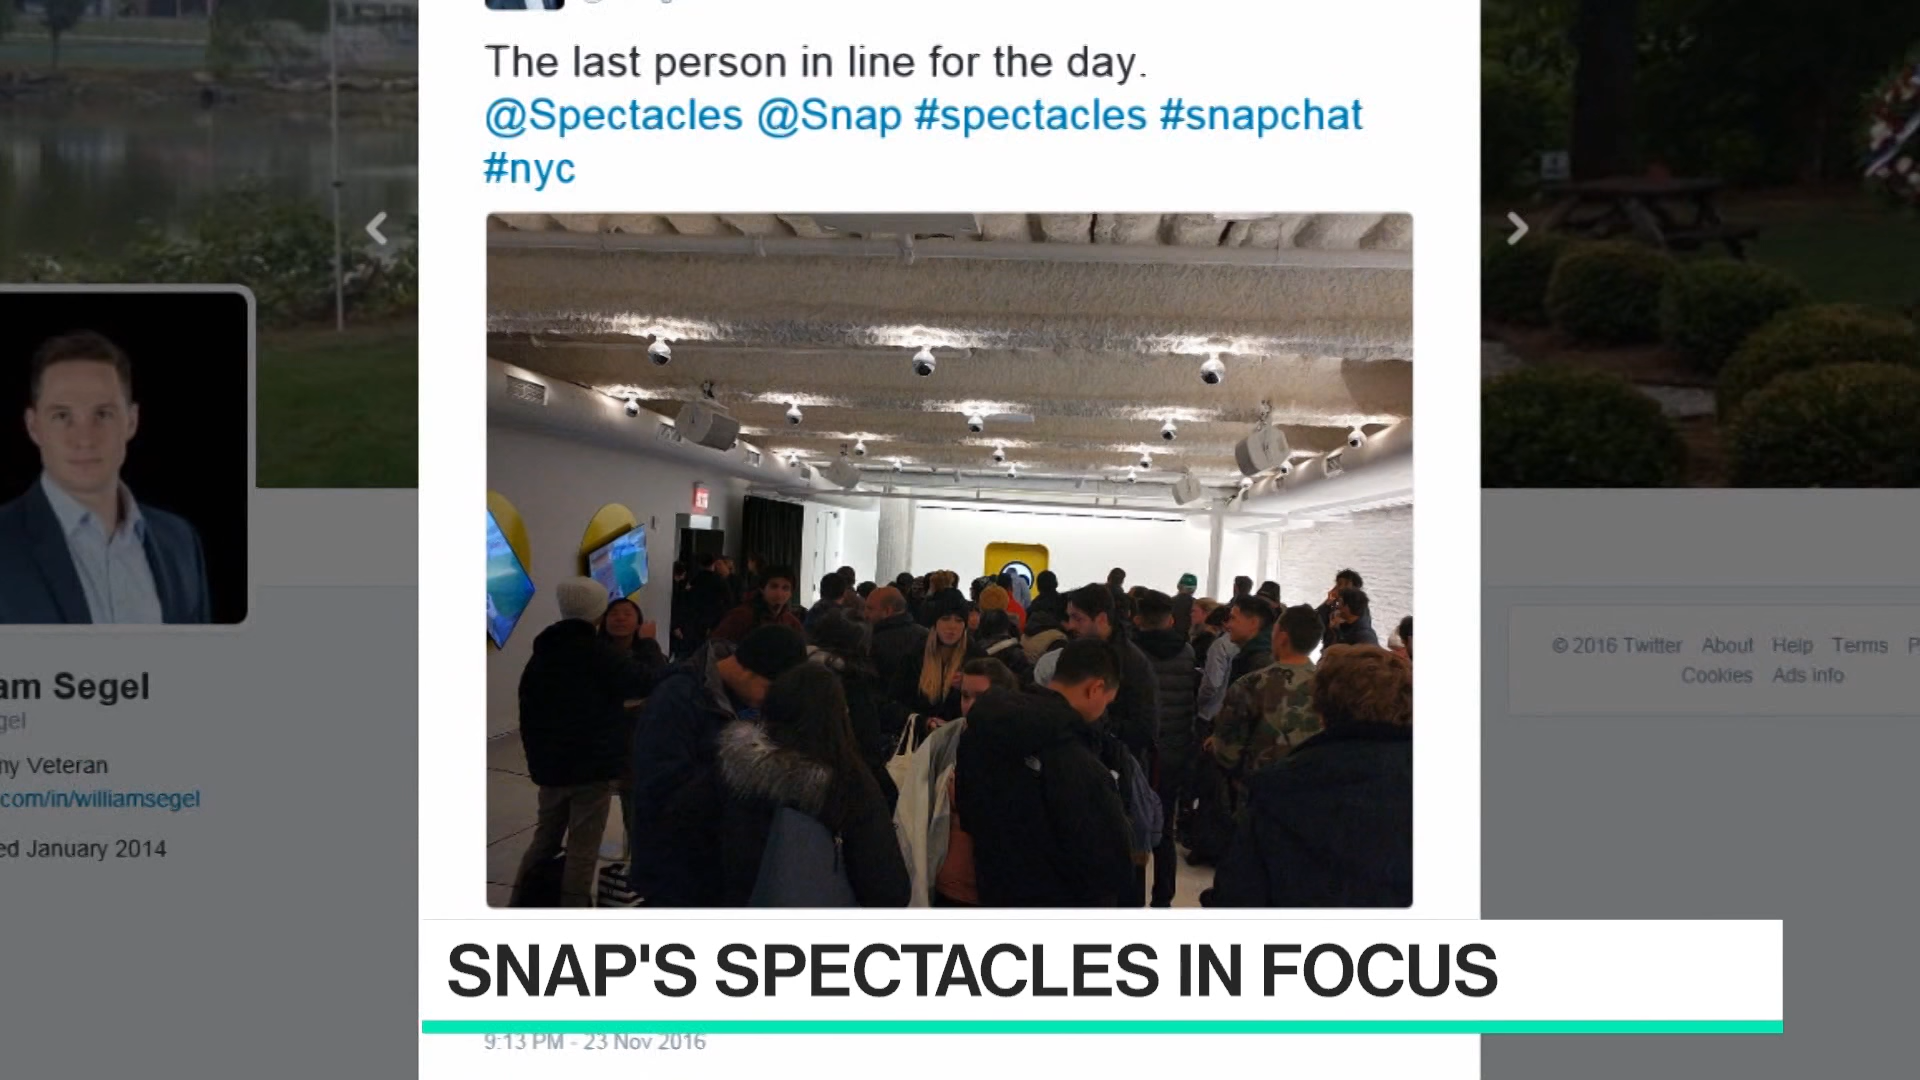 The last person in line for the day.
@Spectacles @Snap #spectacles #snapchat
#nyc
am Segel
gel
ny Veteran
com/in/williamsegel
ed January 2014
© 2016 Twitter About Help Terms P
Cookies Ads info
SNAP'S SPECTACLES IN FOCUS
9:13 PM - 23 Nov 2016